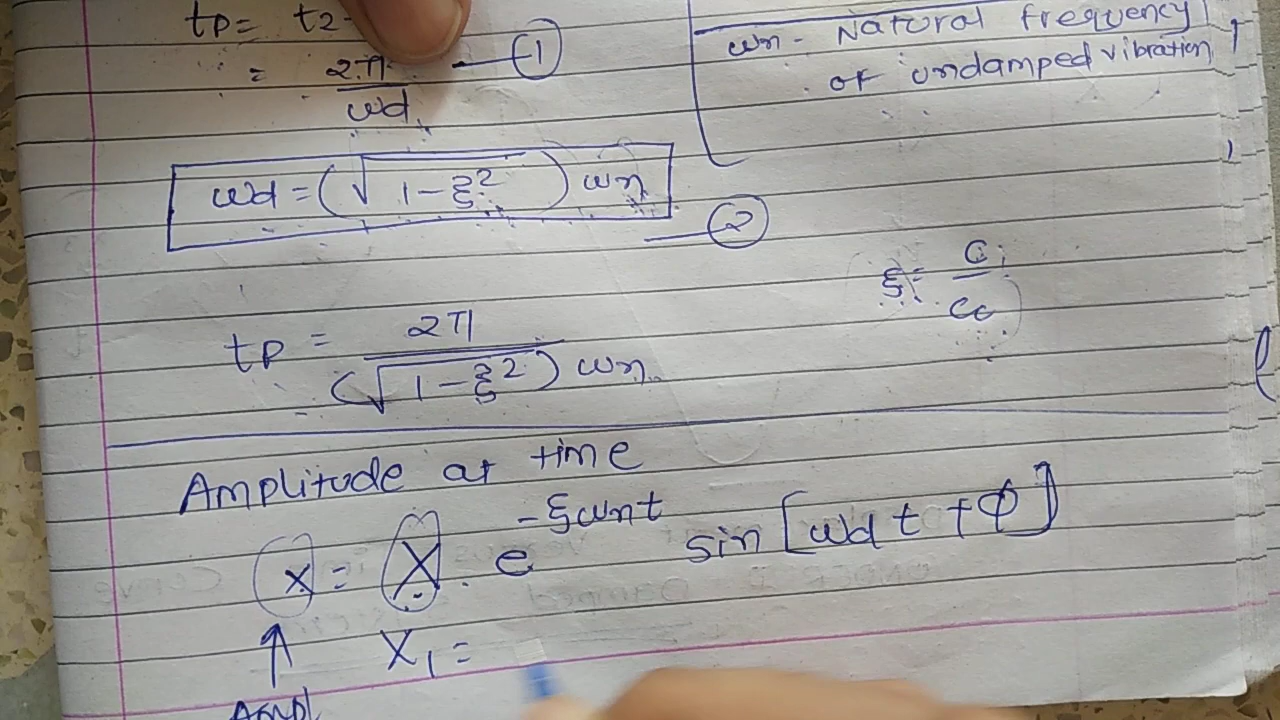 tp = t2 -
= 2π / ωd — 1
ωn - Natural frequency
of undamped vibration
ωd = (√1-ξ²) ωn
— 2
ξ = c / cc
tp = 2π / (√1-ξ²) ωn
Amplitude at time
x = X . e^-ξωnt sin [ωd t + φ]
X1 =
Ampl